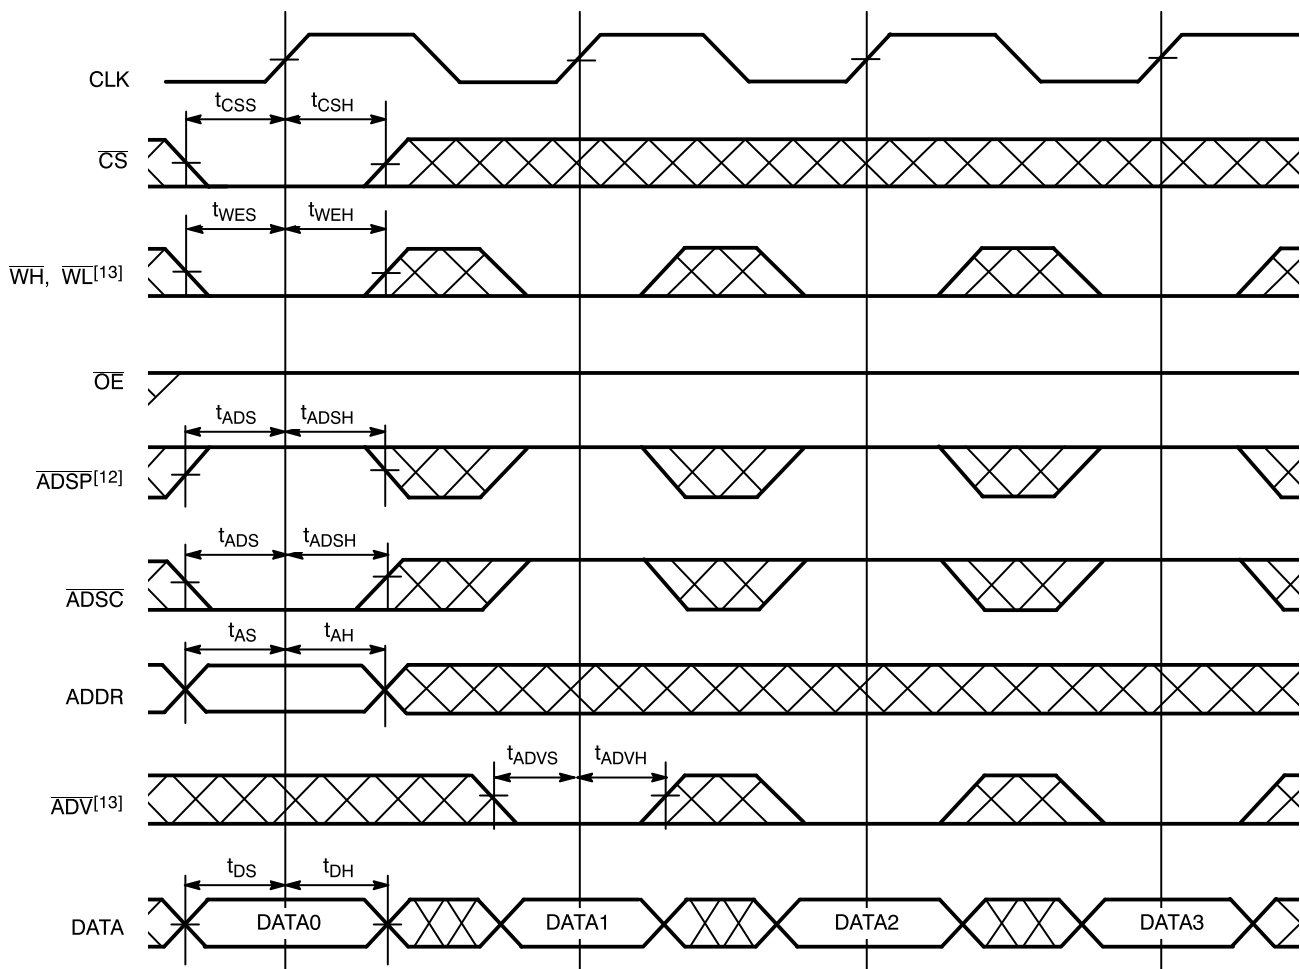 CLK
tCSS tCSH
CS
tWES tWEH
WH, WL[13]
OE
tADS tADSH
ADSP[12]
tADS tADSH
ADSC
tAS tAH
ADDR
tADVS tADVH
ADV[13]
tDS tDH
DATA DATA0 DATA1 DATA2 DATA3